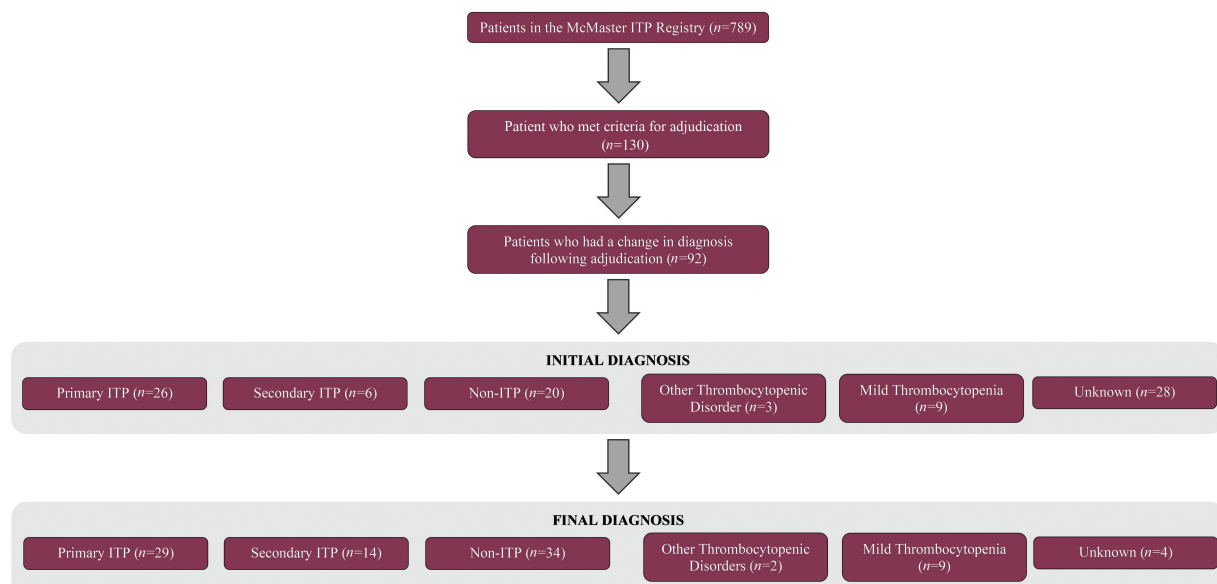 Patients in the McMaster ITP Registry (n=789)
Patient who met criteria for adjudication
(n=130)
Patients who had a change in diagnosis
following adjudication (n=92)
INITIAL DIAGNOSIS
Primary ITP (n=26)
Secondary ITP (n=6)
Non-ITP (n=20)
Other Thrombocytopenic
Disorder (n=3)
Mild Thrombocytopenia
(n=9)
Unknown (n=28)
FINAL DIAGNOSIS
Primary ITP (n=29)
Secondary ITP (n=14)
Non-ITP (n=34)
Other Thrombocytopenic
Disorders (n=2)
Mild Thrombocytopenia
(n=9)
Unknown (n=4)